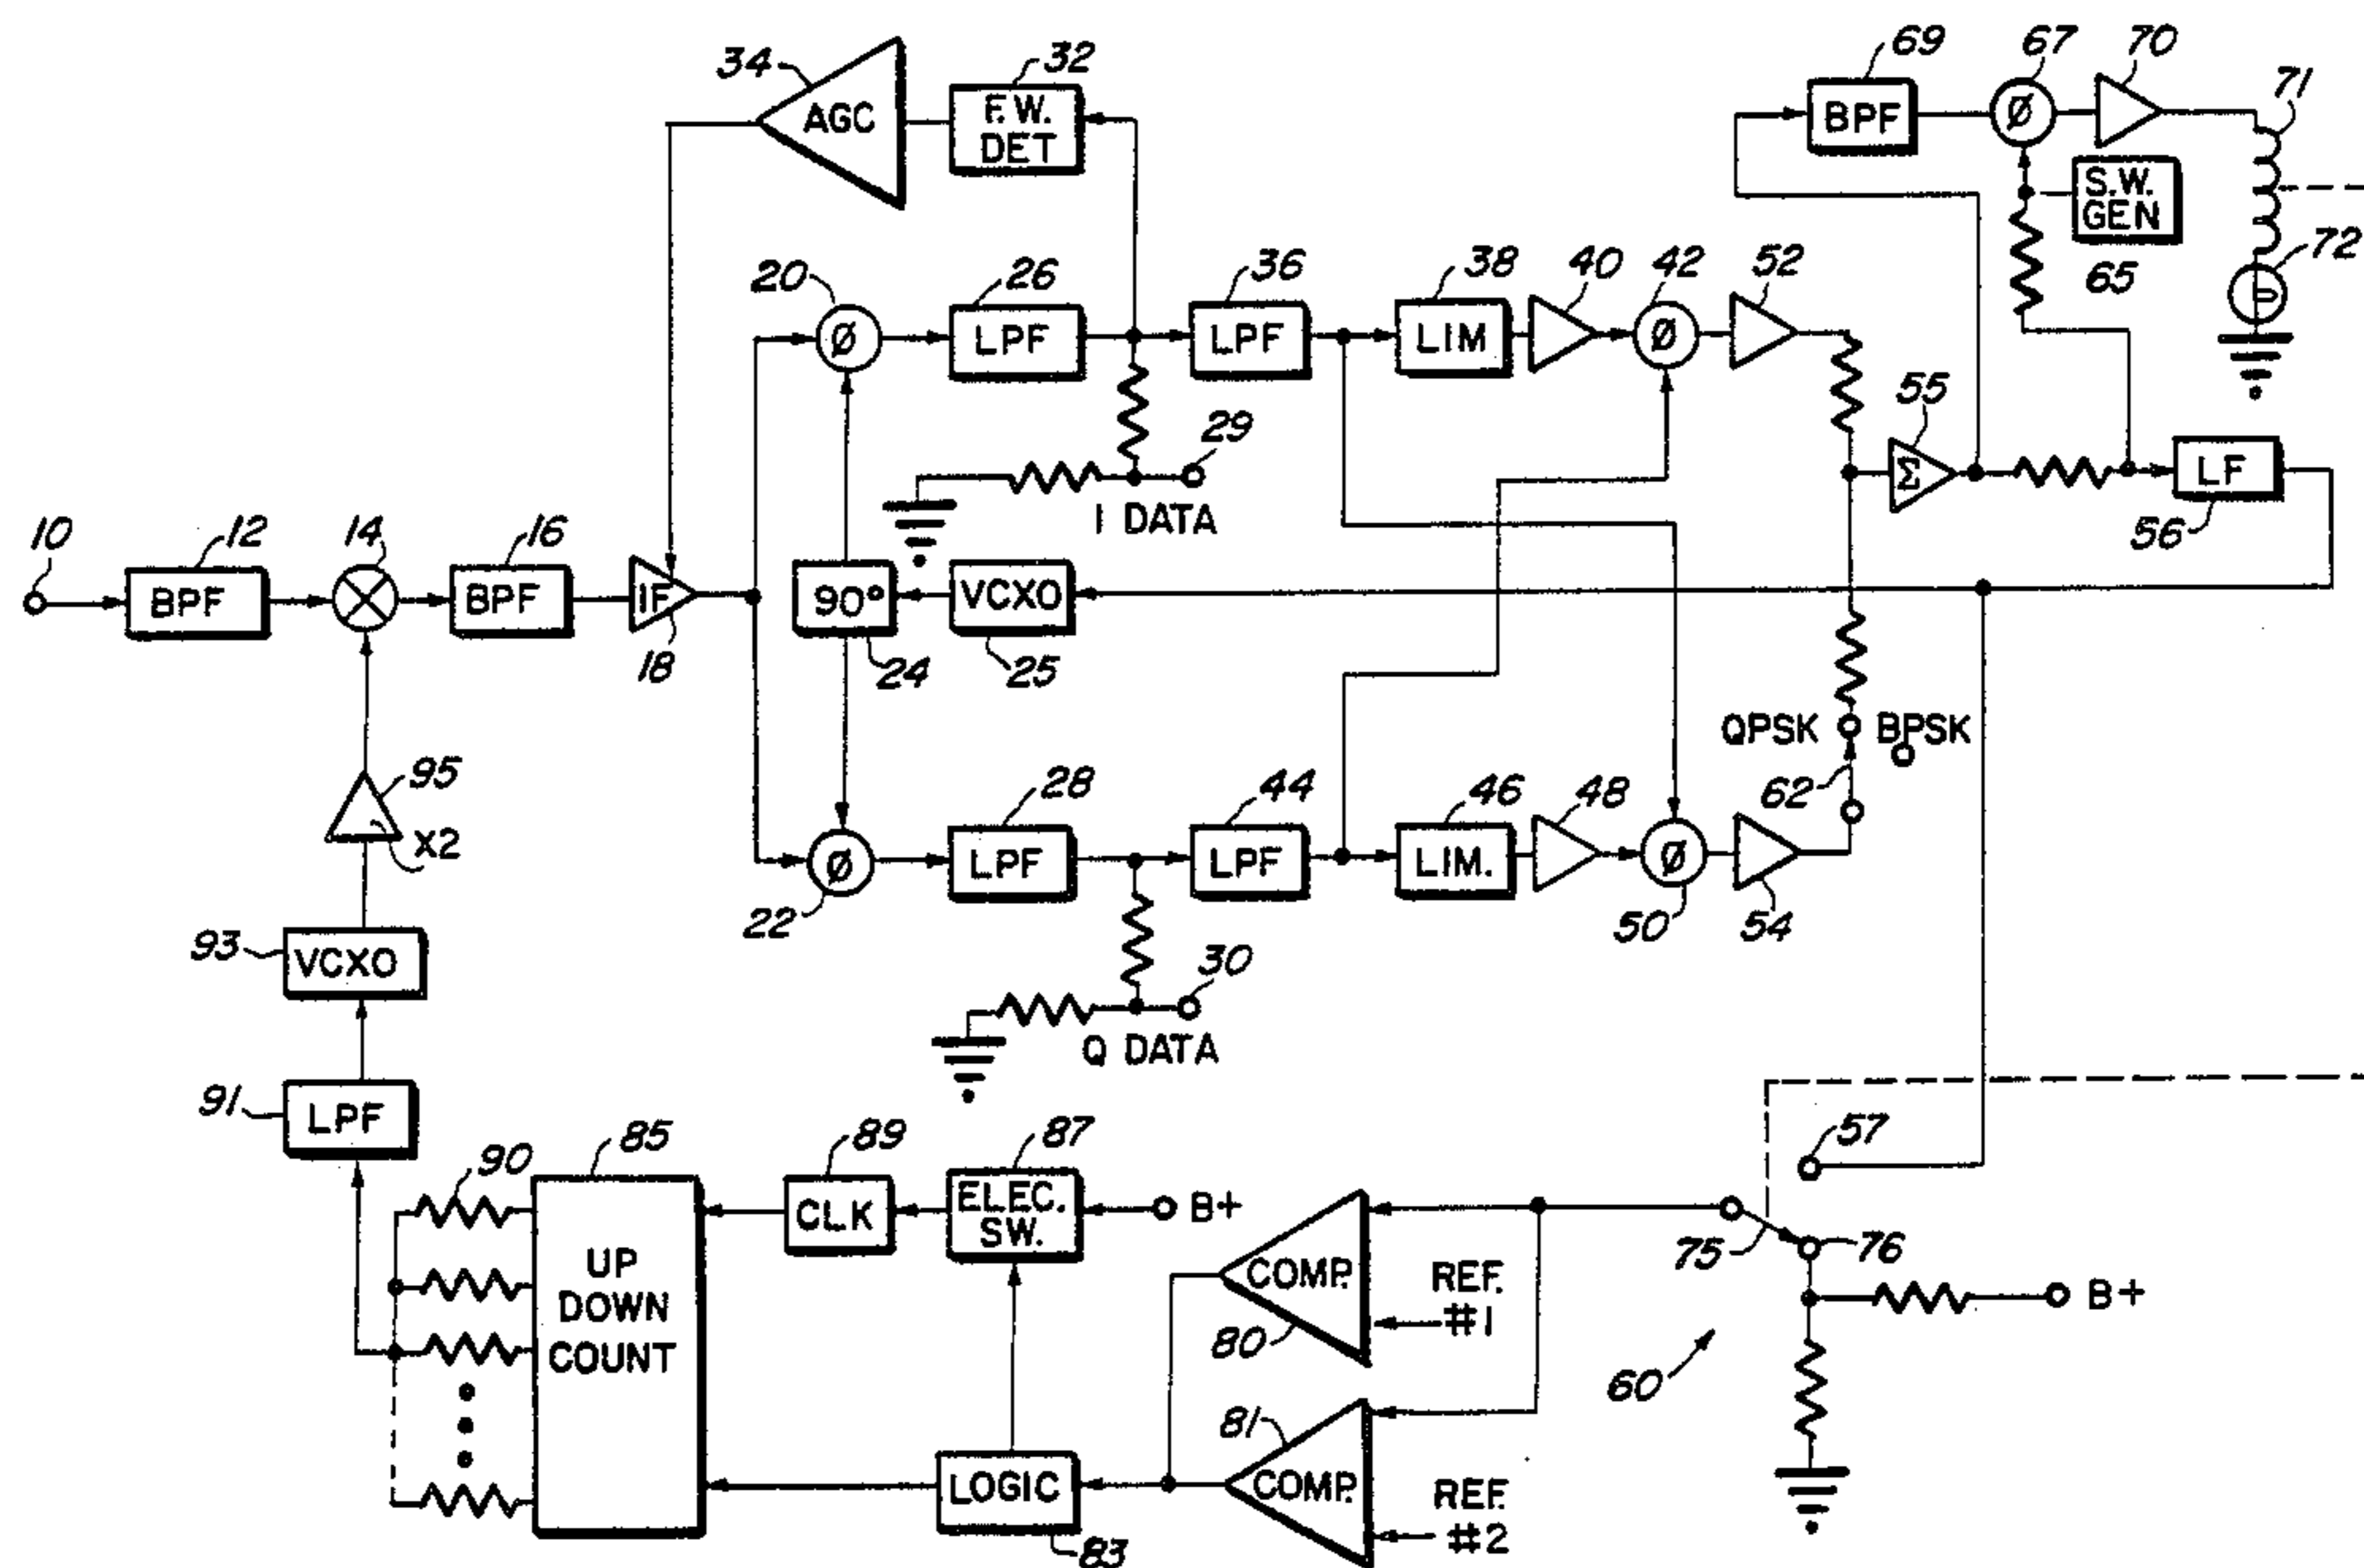 69 67 70
34 AGC 32 F.W. DET
BPF Ø 71
S.W. GEN
65 72
20 26 36 38 40 42 52
Ø LPF LPF LIM Ø
55
29 Σ LF
I DATA 56
10 12 14 16
BPF BPF IF 90° VCXO
18 24 25
QPSK BPSK
95 28 44 46 48 62
X2
Ø LPF LPF LIM. Ø
22 50 54
93 VCXO 30
Q DATA
91 LPF 57
90 85 89 87
CLK ELEC. SW. B+
UP DOWN COUNT
COMP. REF. #1 75 76
80 B+
60
81
LOGIC COMP. REF. #2
83